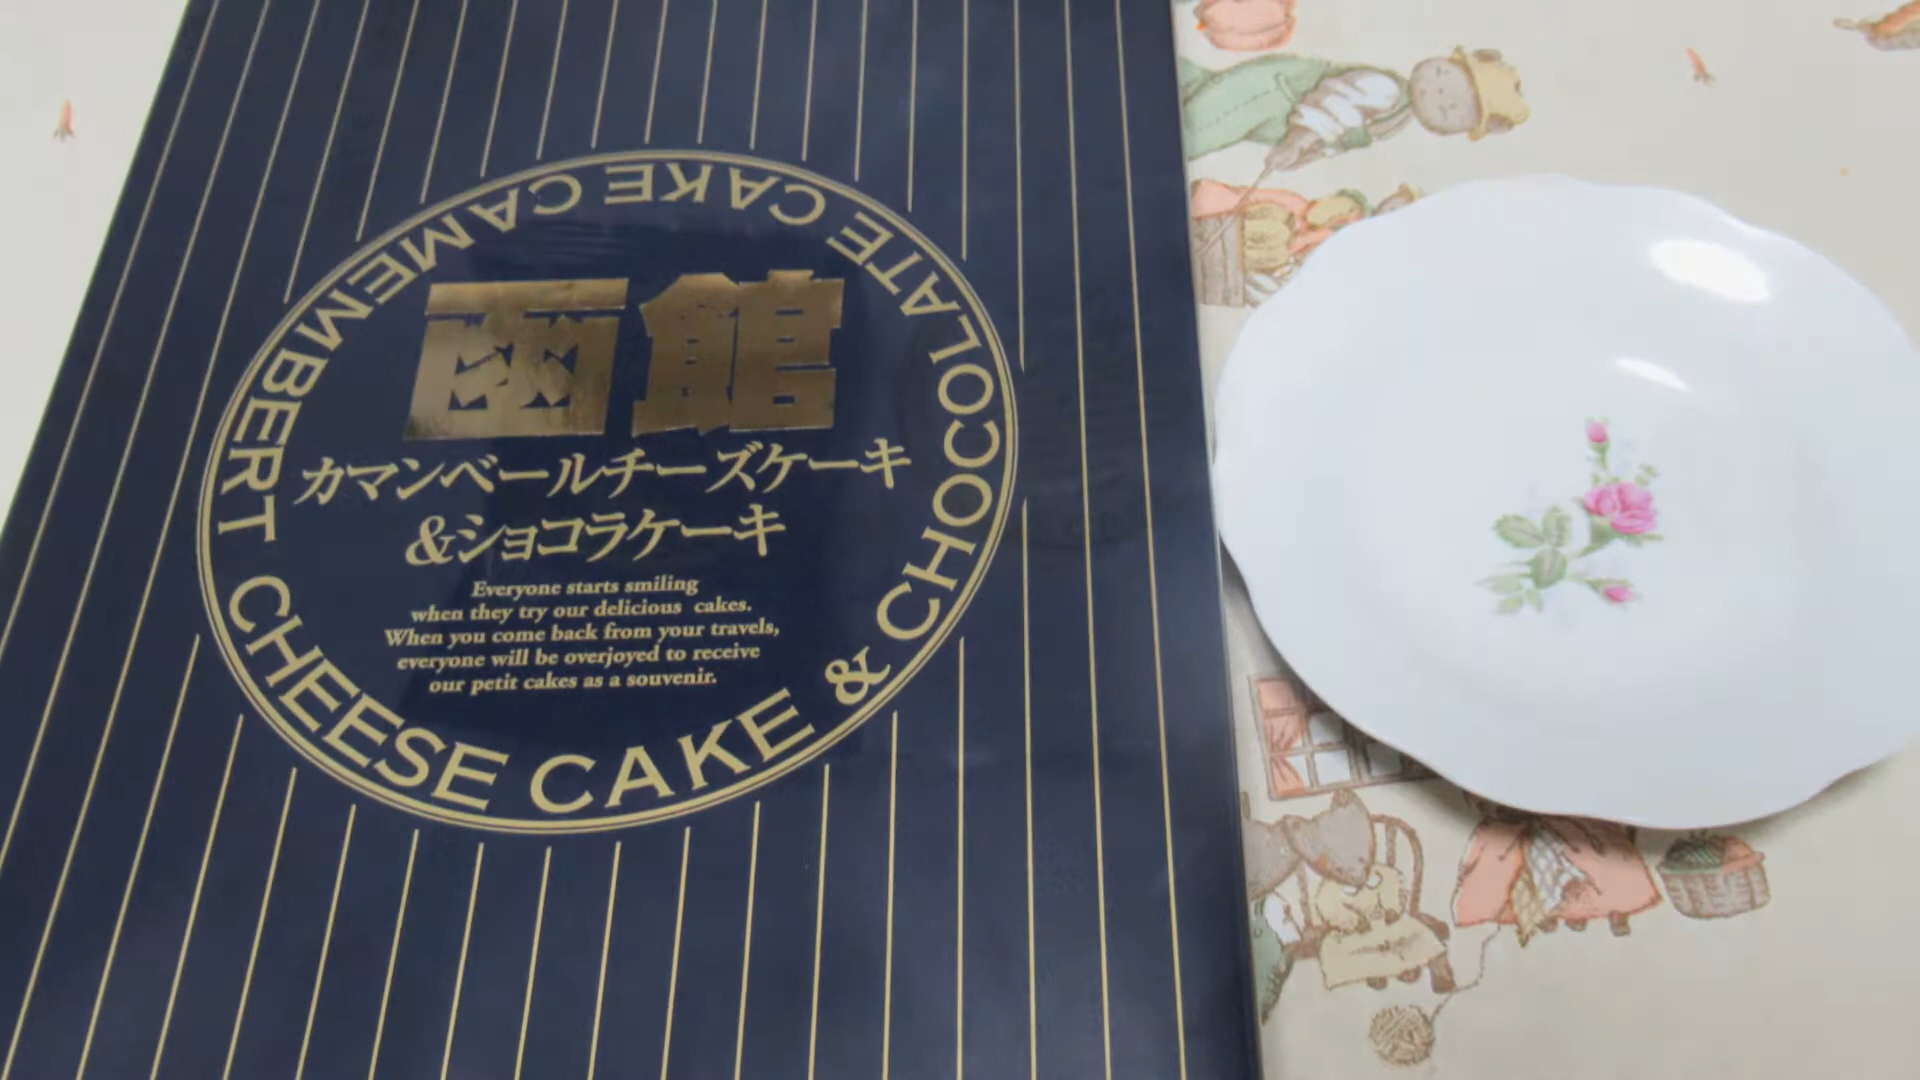 函館
カマンベールチーズケーキ
&ショコラケーキ
Everyone starts smiling
when they try our delicious cakes.
When you come back from your travels,
everyone will be overjoyed to receive
our petit cakes as a souvenir.
CAMEMBERT CHEESE CAKE & CHOCOLATE CAKE